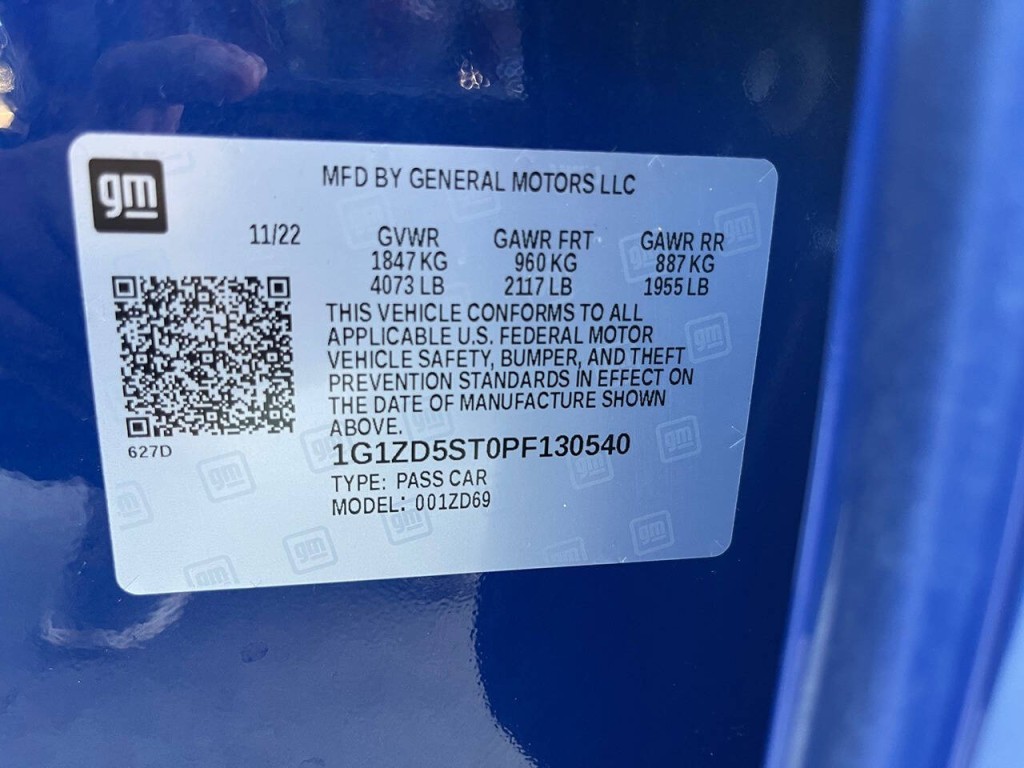 gm
MFD BY GENERAL MOTORS LLC
11/22 GVWR GAWR FRT GAWR RR
1847 KG 960 KG 887 KG
4073 LB 2117 LB 1955 LB
THIS VEHICLE CONFORMS TO ALL
APPLICABLE U.S. FEDERAL MOTOR
VEHICLE SAFETY, BUMPER, AND THEFT
PREVENTION STANDARDS IN EFFECT ON
THE DATE OF MANUFACTURE SHOWN
ABOVE.
627D
1G1ZD5ST0PF130540
TYPE: PASS CAR
MODEL: 001ZD69